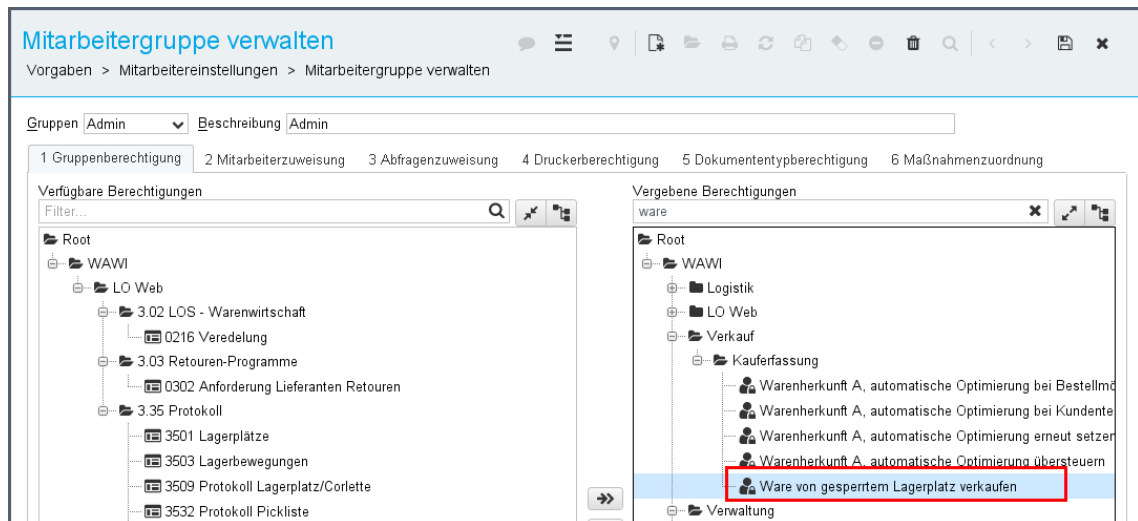 Mitarbeitergruppe verwalten
Vorgaben > Mitarbeitereinstellungen > Mitarbeitergruppe verwalten
Gruppen Admin Beschreibung Admin
1 Gruppenberechtigung 2 Mitarbeiterzuweisung 3 Abfragenzuweisung 4 Druckerberechtigung 5 Dokumententypberechtigung 6 Maßnahmenzuordnung
Verfügbare Berechtigungen
Filter...
Root
WAWI
LO Web
3.02 LOS - Warenwirtschaft
0216 Veredelung
3.03 Retouren-Programme
0302 Anforderung Lieferanten Retouren
3.35 Protokoll
3501 Lagerplätze
3503 Lagerbewegungen
3509 Protokoll Lagerplatz/Corlette
3532 Protokoll Pickliste
Vergebene Berechtigungen
ware
Root
WAWI
Logistik
LO Web
Verkauf
Kauferfassung
Warenherkunft A, automatische Optimierung bei Bestellmö
Warenherkunft A, automatische Optimierung bei Kundente
Warenherkunft A, automatische Optimierung erneut setzen
Warenherkunft A, automatische Optimierung übersteuern
Ware von gesperrtem Lagerplatz verkaufen
Verwaltung